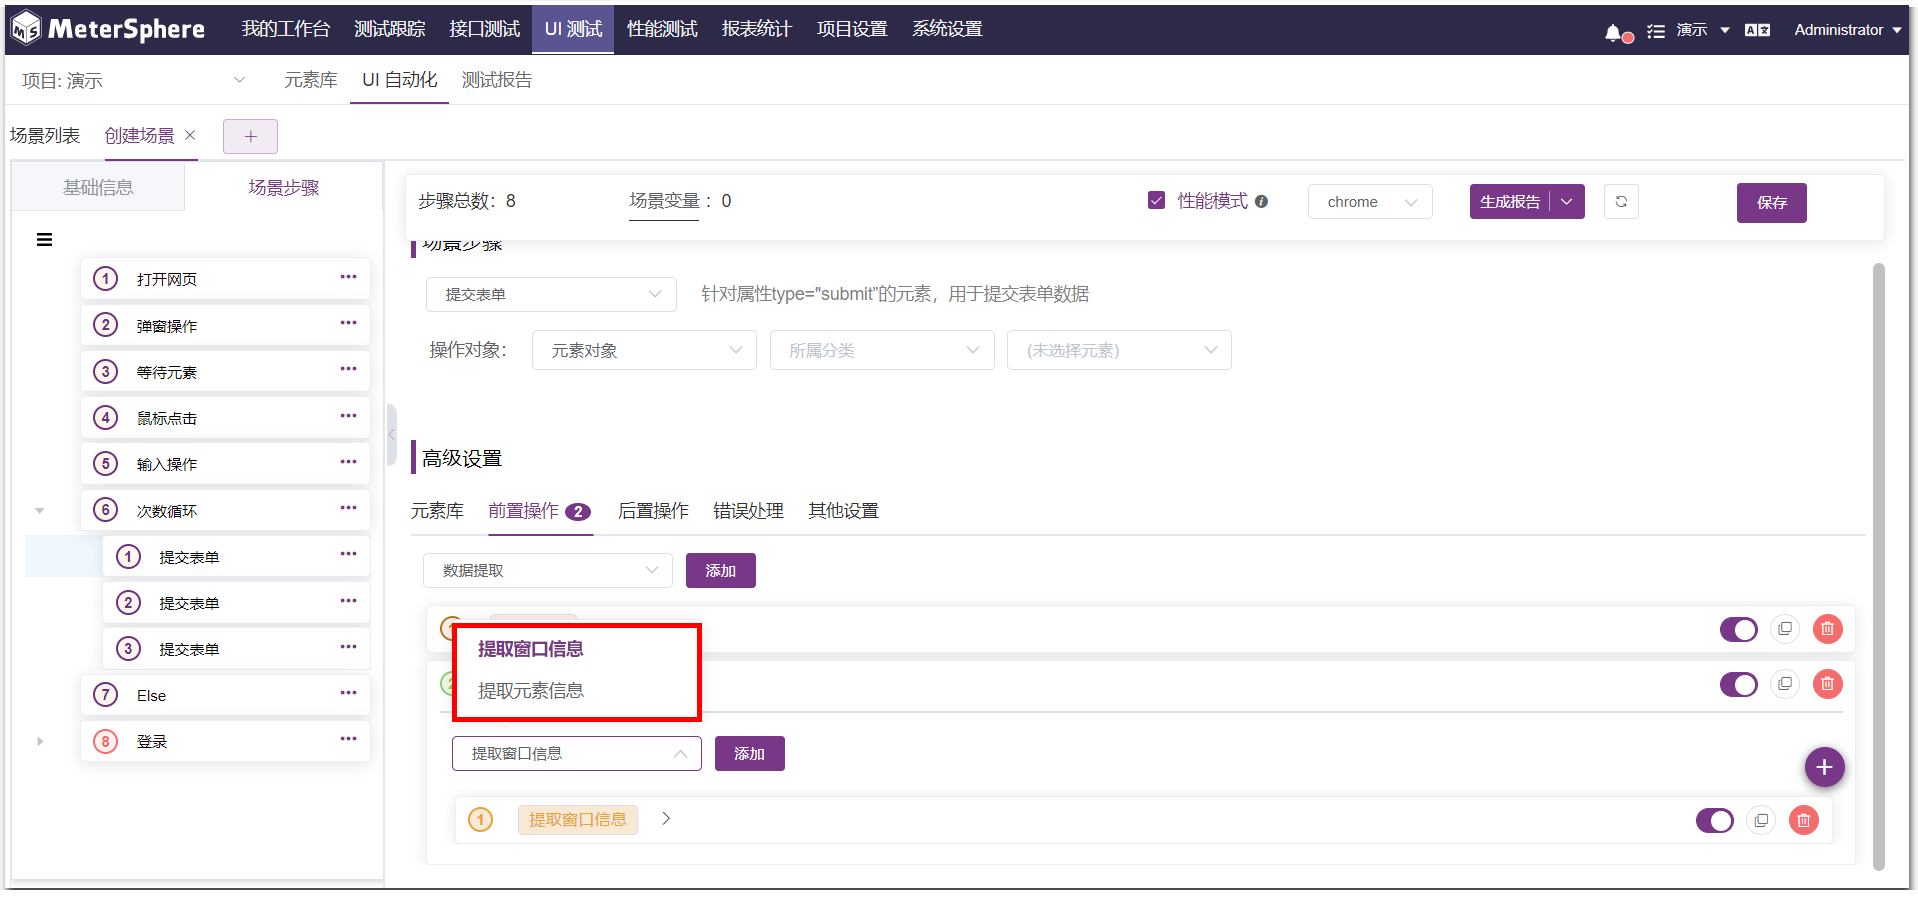 MeterSphere 我的工作台 测试跟踪 接口测试 UI 测试 性能测试 报表统计 项目设置 系统设置 演示 Administrator
项目: 演示 元素库 UI 自动化 测试报告
场景列表 创建场景 × +
基础信息 场景步骤
步骤总数：8 场景变量 ：0 性能模式 chrome 生成报告 保存
场景步骤
1 打开网页
2 弹窗操作
3 等待元素
4 鼠标点击
5 输入操作
6 次数循环
1 提交表单
2 提交表单
3 提交表单
7 Else
8 登录
提交表单 针对属性type="submit"的元素，用于提交表单数据
操作对象： 元素对象 所属分类 (未选择元素)
高级设置
元素库 前置操作 2 后置操作 错误处理 其他设置
数据提取 添加
提取窗口信息
提取元素信息
提取窗口信息 添加
1 提取窗口信息